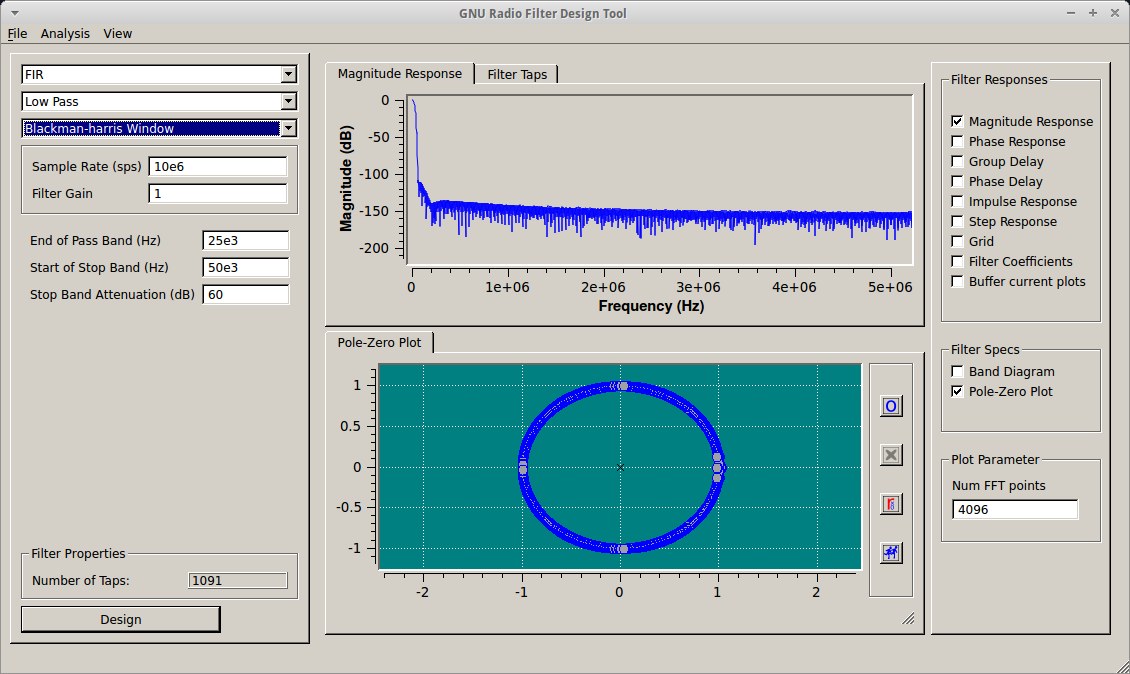 GNU Radio Filter Design Tool
File Analysis View
FIR
Low Pass
Blackman-harris Window
Sample Rate (sps) 10e6
Filter Gain 1
End of Pass Band (Hz) 25e3
Start of Stop Band (Hz) 50e3
Stop Band Attenuation (dB) 60
Filter Properties
Number of Taps: 1091
Design
Magnitude Response Filter Taps
Magnitude (dB)
0
-50
-100
-150
-200
0 1e+06 2e+06 3e+06 4e+06 5e+06
Frequency (Hz)
Pole-Zero Plot
1
0.5
0
-0.5
-1
-2 -1 0 1 2
Filter Responses
Magnitude Response
Phase Response
Group Delay
Phase Delay
Impulse Response
Step Response
Grid
Filter Coefficients
Buffer current plots
Filter Specs
Band Diagram
Pole-Zero Plot
Plot Parameter
Num FFT points
4096